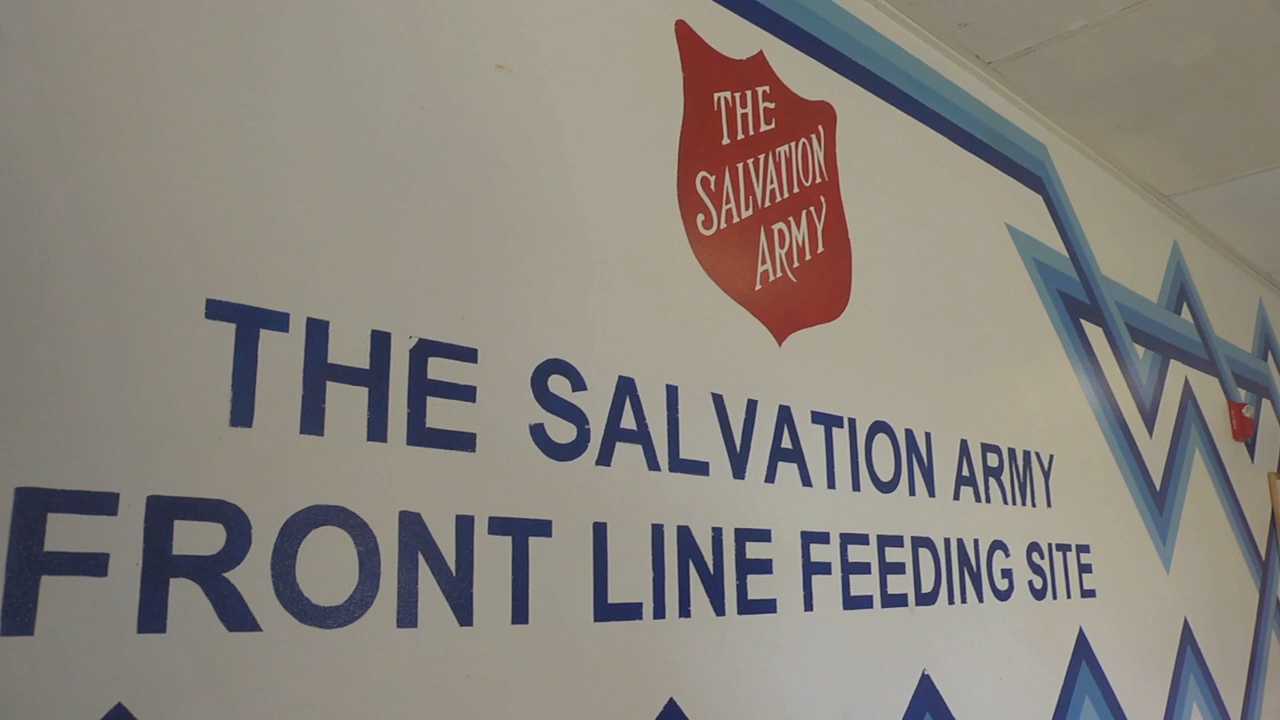 THE
SALVATION
ARMY
THE SALVATION ARMY
FRONT LINE FEEDING SITE